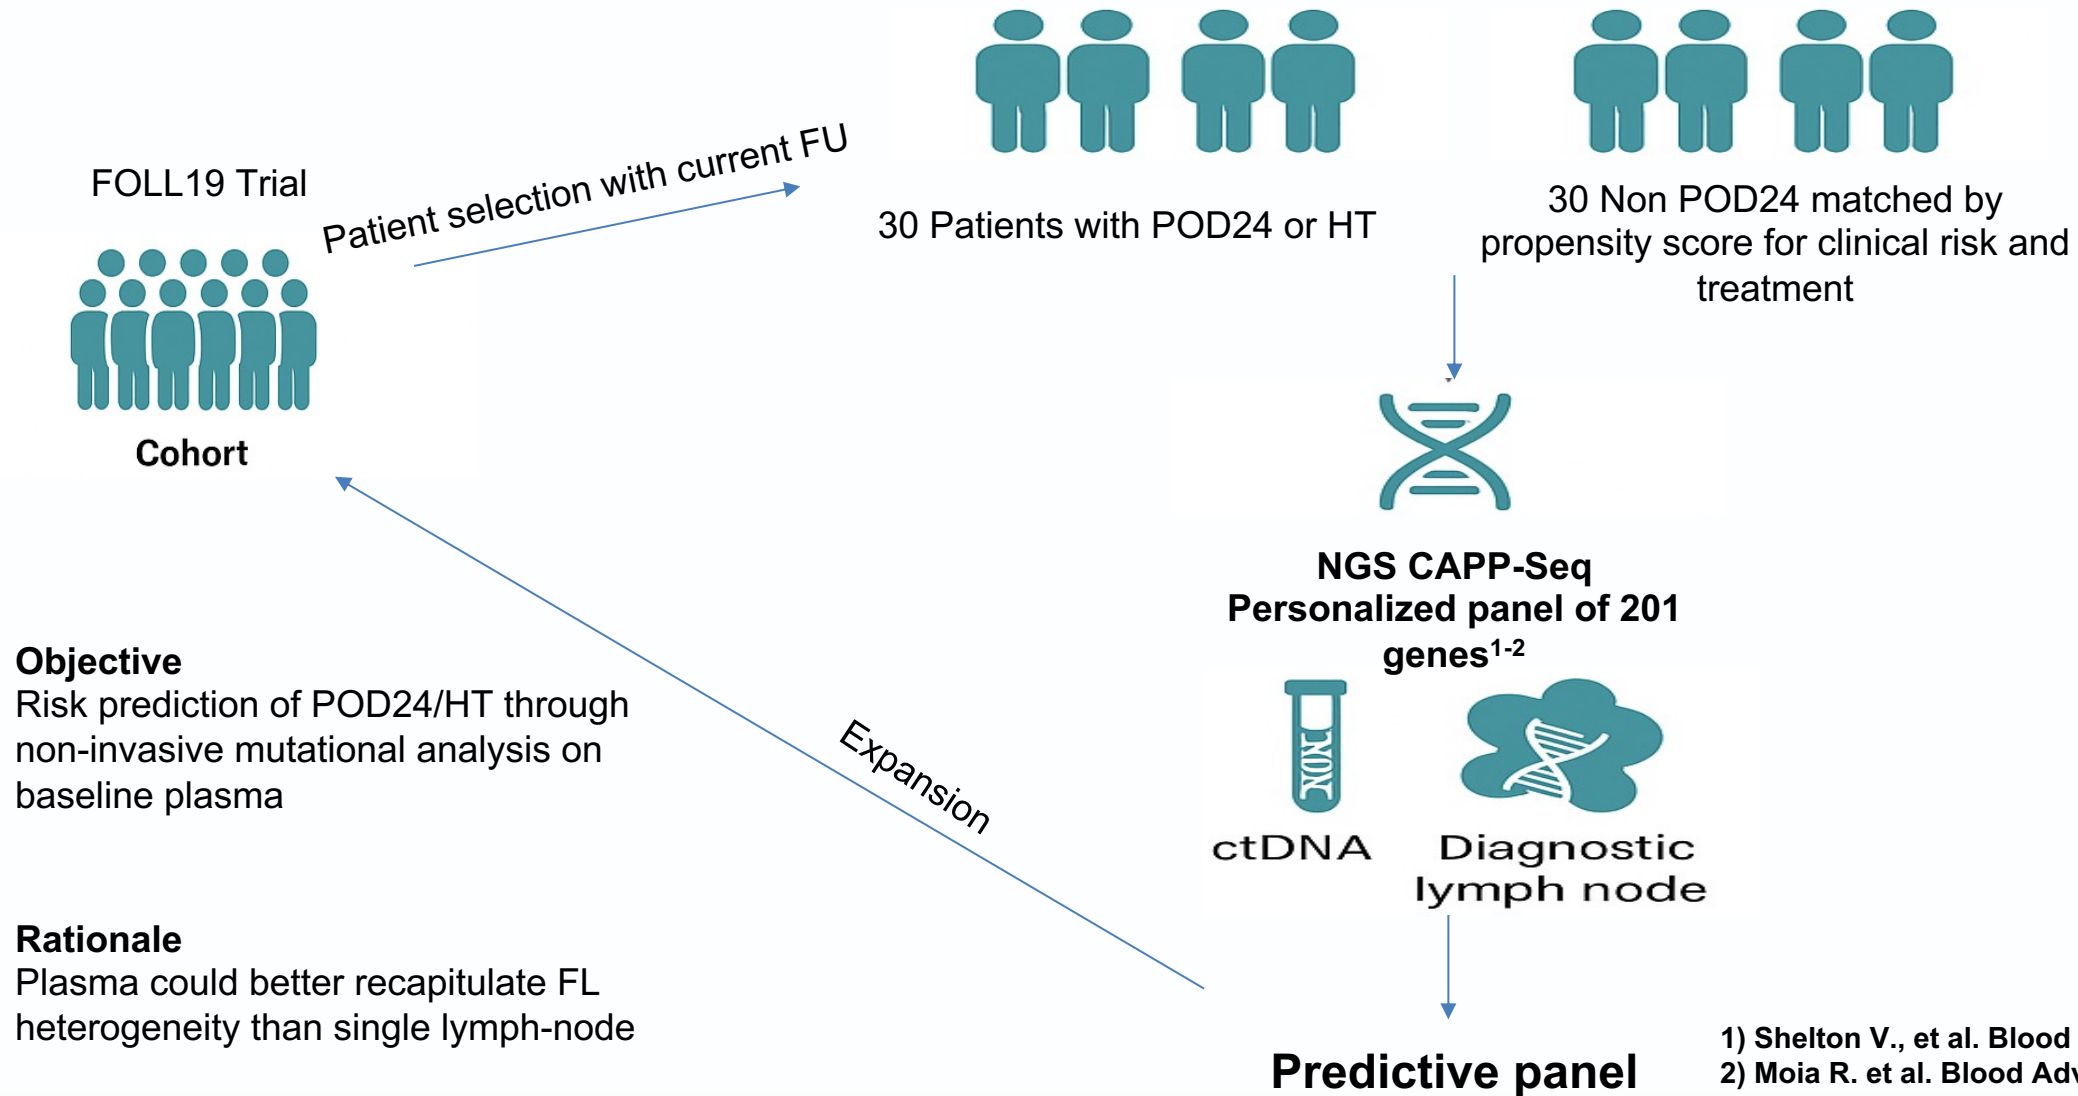 FOLL19 Trial
Cohort
Patient selection with current FU
30 Patients with POD24 or HT
30 Non POD24 matched by
propensity score for clinical risk and
treatment
NGS CAPP-Seq
Personalized panel of 201
genes¹⁻²
ctDNA
Diagnostic
lymph node
Expansion
Predictive panel
Objective
Risk prediction of POD24/HT through
non-invasive mutational analysis on
baseline plasma
Rationale
Plasma could better recapitulate FL
heterogeneity than single lymph-node
1) Shelton V., et al. Blood
2) Moia R. et al. Blood Adv